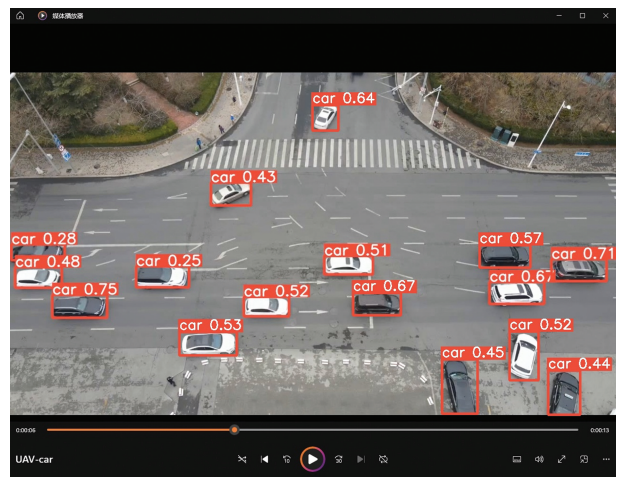 媒体播放器
car 0.64
car 0.43
car 0.28
car 0.57
car 0.48
car 0.25
car 0.51
car 0.71
car 0.75
car 0.52
car 0.67
car 0.67
car 0.53
car 0.52
car 0.45
car 0.44
0:00:06
0:00:13
UAV-car
10
30